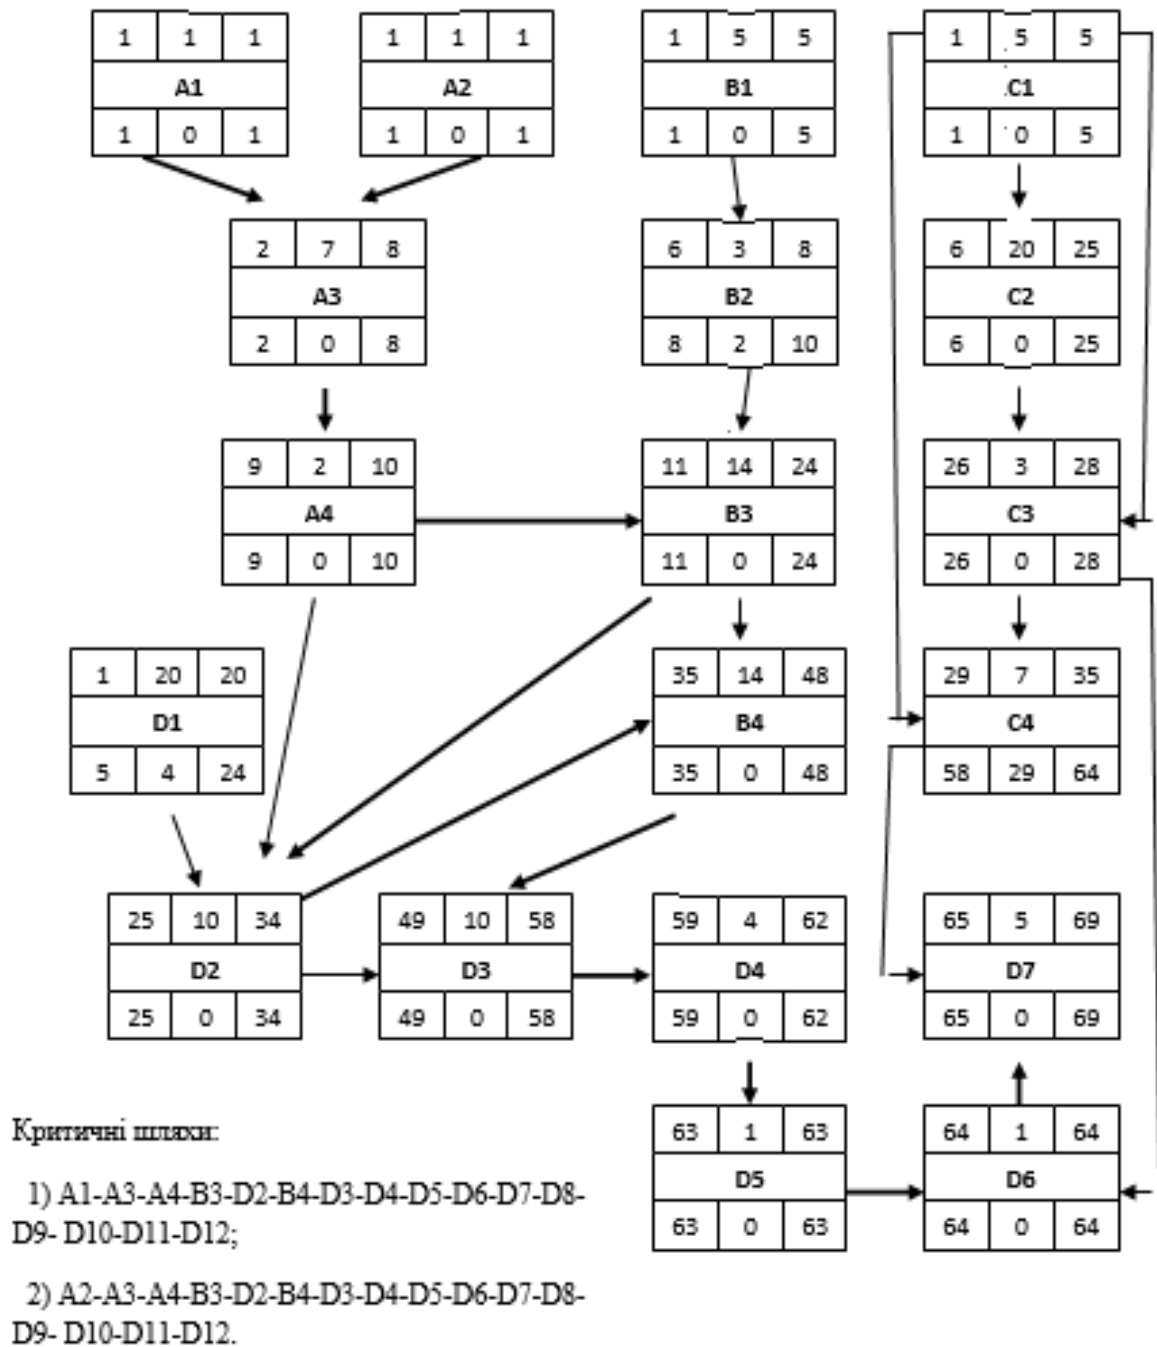 1 1 1 1 1 1 1 5 5 1 5 5
A1 A2 B1 C1
1 0 1 1 0 1 1 0 5 1 0 5
2 7 8 6 3 8 6 20 25
A3 B2 C2
2 0 8 8 2 10 6 0 25
9 2 10 11 14 24 26 3 28
A4 B3 C3
9 0 10 11 0 24 26 0 28
1 20 20 35 14 48 29 7 35
D1 B4 C4
5 4 24 35 0 48 58 29 64
25 10 34 49 10 58 59 4 62 65 5 69
D2 D3 D4 D7
25 0 34 49 0 58 59 0 62 65 0 69
63 1 63 64 1 64
D5 D6
63 0 63 64 0 64
Критичні шляхи:
1) A1-A3-A4-B3-D2-B4-D3-D4-D5-D6-D7-D8-
D9- D10-D11-D12;
2) A2-A3-A4-B3-D2-B4-D3-D4-D5-D6-D7-D8-
D9- D10-D11-D12.